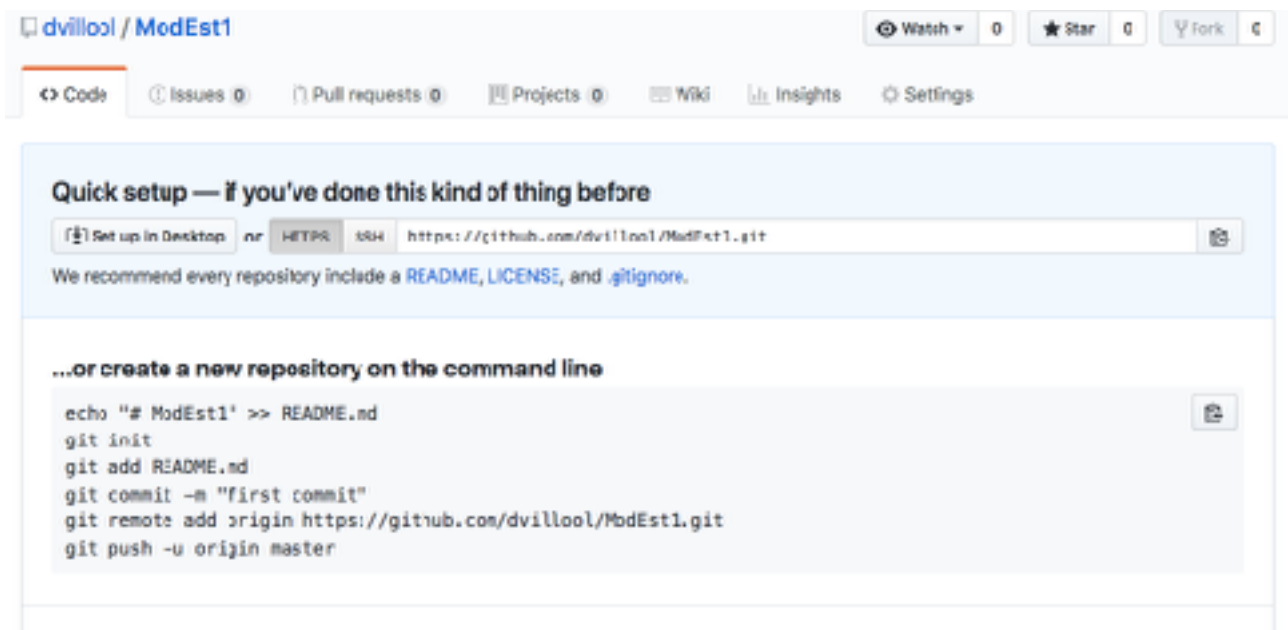 dvillool / ModEst1
Watch 0 Star 0 Fork 0
Code Issues 0 Pull requests 0 Projects 0 Wiki Insights Settings
Quick setup — if you've done this kind of thing before
Set up in Desktop or HTTPS SSH https://github.com/dvillool/ModEst1.git
We recommend every repository include a README, LICENSE, and .gitignore.
...or create a new repository on the command line
echo "# ModEst1" >> README.md
git init
git add README.md
git commit -m "first commit"
git remote add origin https://github.com/dvillool/ModEst1.git
git push -u origin master